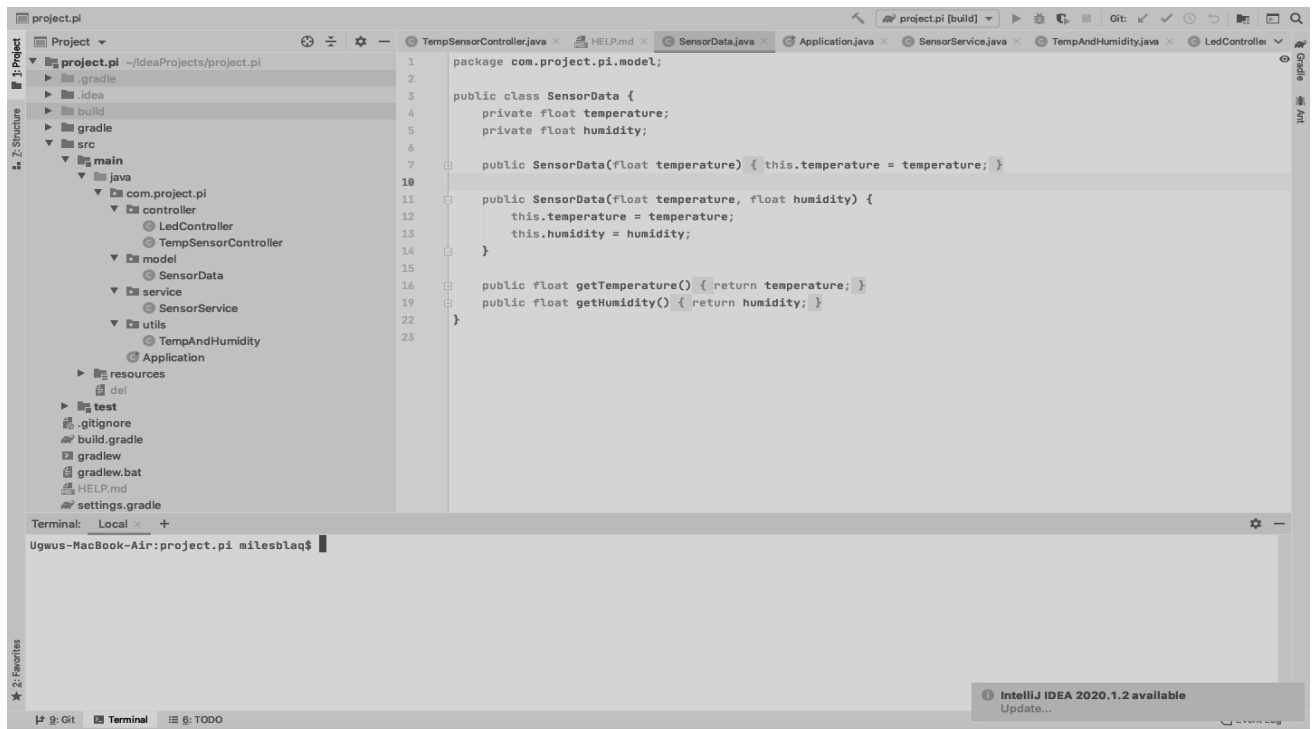 project.pi
project.pi [build]
Git:
1: Project
Project
TempSensorController.java
HELP.md
SensorData.java
Application.java
SensorService.java
TempAndHumidity.java
LedController
Gradle
Ant
7: Structure
2: Favorites
project.pi ~/IdeaProjects/project.pi
.gradle
.idea
build
gradle
src
main
java
com.project.pi
controller
LedController
TempSensorController
model
SensorData
service
SensorService
utils
TempAndHumidity
Application
resources
del
test
.gitignore
build.gradle
gradlew
gradlew.bat
HELP.md
settings.gradle
1 package com.project.pi.model;
2
3 public class SensorData {
4 private float temperature;
5 private float humidity;
6
7 public SensorData(float temperature) { this.temperature = temperature; }
10
11 public SensorData(float temperature, float humidity) {
12 this.temperature = temperature;
13 this.humidity = humidity;
14 }
15
16 public float getTemperature() { return temperature; }
19 public float getHumidity() { return humidity; }
22 }
23
Terminal: Local
Ugwus-MacBook-Air:project.pi milesblaq$
IntelliJ IDEA 2020.1.2 available
Update...
9: Git
Terminal
6: TODO